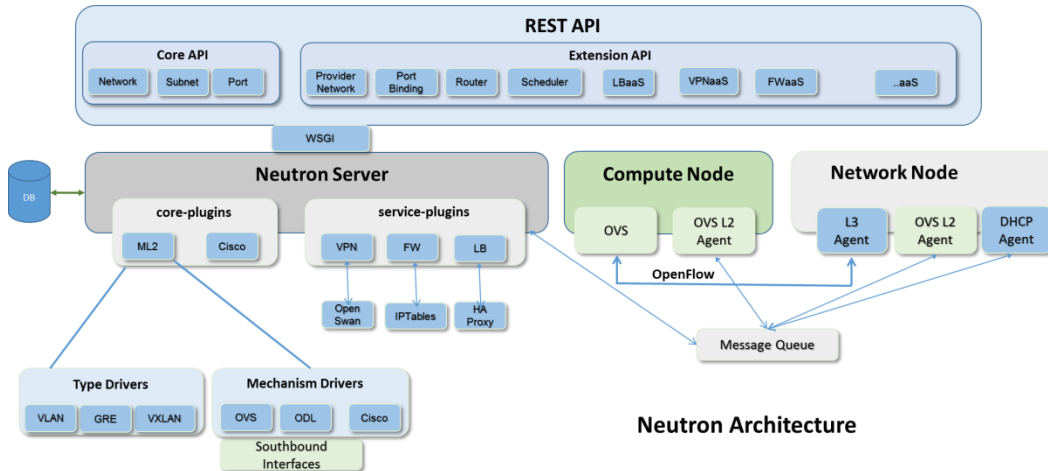 REST API
Core API
Network
Subnet
Port
Extension API
Provider
Network
Port
Binding
Router
Scheduler
LBaaS
VPNaaS
FWaaS
..aaS
WSGI
DB
Neutron Server
core-plugins
ML2
Cisco
service-plugins
VPN
FW
LB
Open
Swan
IPTables
HA
Proxy
Compute Node
OVS
OVS L2
Agent
Network Node
L3
Agent
OVS L2
Agent
DHCP
Agent
OpenFlow
Message Queue
Type Drivers
VLAN
GRE
VXLAN
Mechanism Drivers
OVS
ODL
Cisco
Southbound
Interfaces
Neutron Architecture